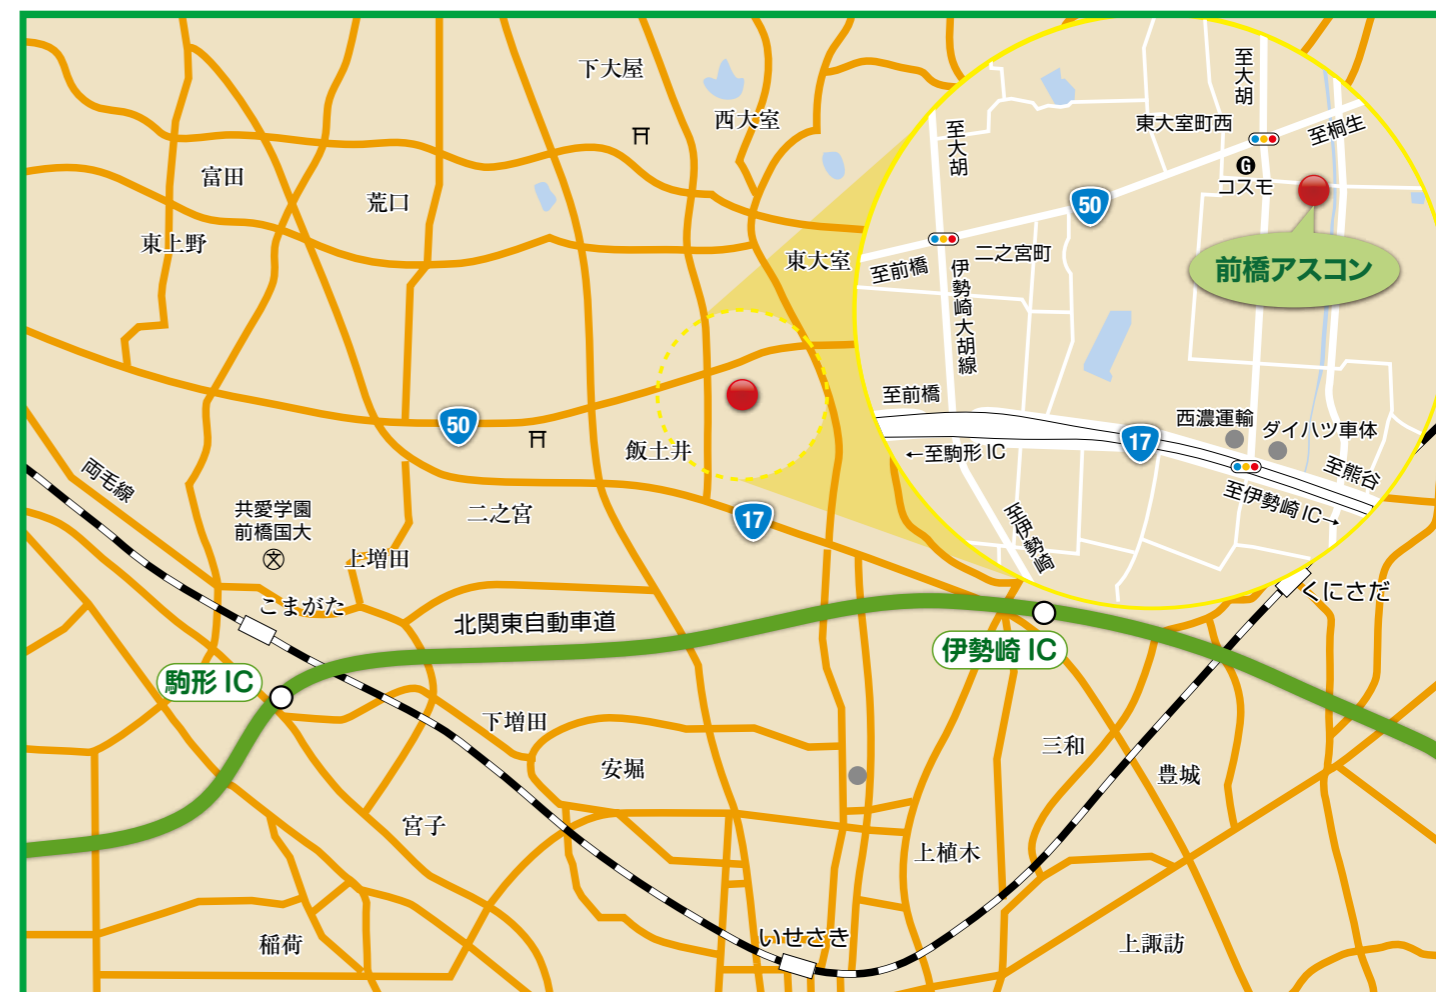 下大屋
西大室
富田
荒口
東上野
東大室
50
飯土井
両毛線
共愛学園
前橋国大
二之宮
17
上増田
こまがた
北関東自動車道
駒形 IC
伊勢崎 IC
くにさだ
下増田
安堀
三和
豊城
宮子
上植木
稲荷
いせさき
上諏訪
至大胡
至大胡
東大室町西
至桐生
G
コスモ
50
前橋アスコン
二之宮町
至前橋
伊勢崎大胡線
至前橋
←至駒形 IC
17
西濃運輸
ダイハツ車体
至熊谷
至伊勢崎 IC→
至伊勢崎
文